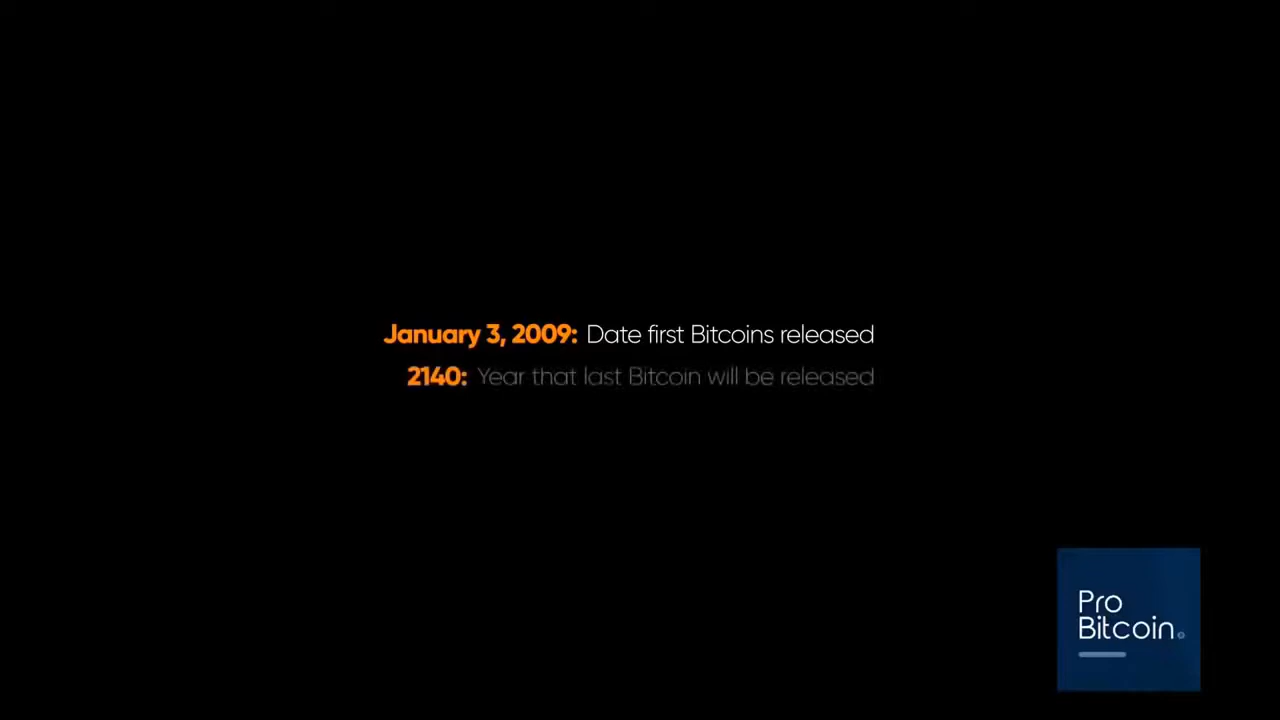 January 3, 2009: Date first Bitcoins released
2140: Year that last Bitcoin will be released
Pro
Bitcoin